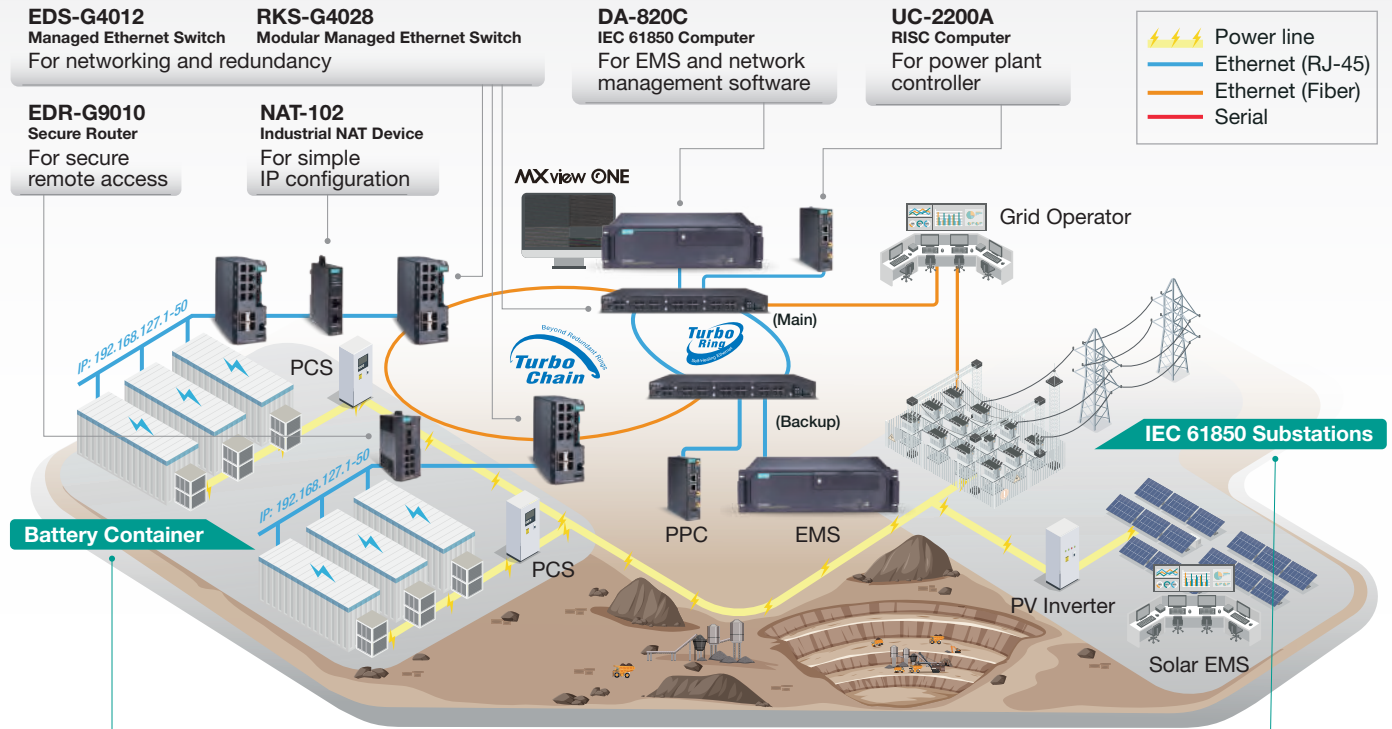 EDS-G4012
Managed Ethernet Switch
RKS-G4028
Modular Managed Ethernet Switch
For networking and redundancy
DA-820C
IEC 61850 Computer
For EMS and network
management software
UC-2200A
RISC Computer
For power plant
controller
Power line
Ethernet (RJ-45)
Ethernet (Fiber)
Serial
EDR-G9010
Secure Router
For secure
remote access
NAT-102
Industrial NAT Device
For simple
IP configuration
MXview ONE
Grid Operator
IP: 192.168.127.1-50
(Main)
Beyond Redundant Rings
Turbo
Chain
Turbo
Ring
Self-Healing Ethernet
PCS
(Backup)
IEC 61850 Substations
IP: 192.168.127.1-50
Battery Container
PCS
PPC
EMS
PV Inverter
Solar EMS